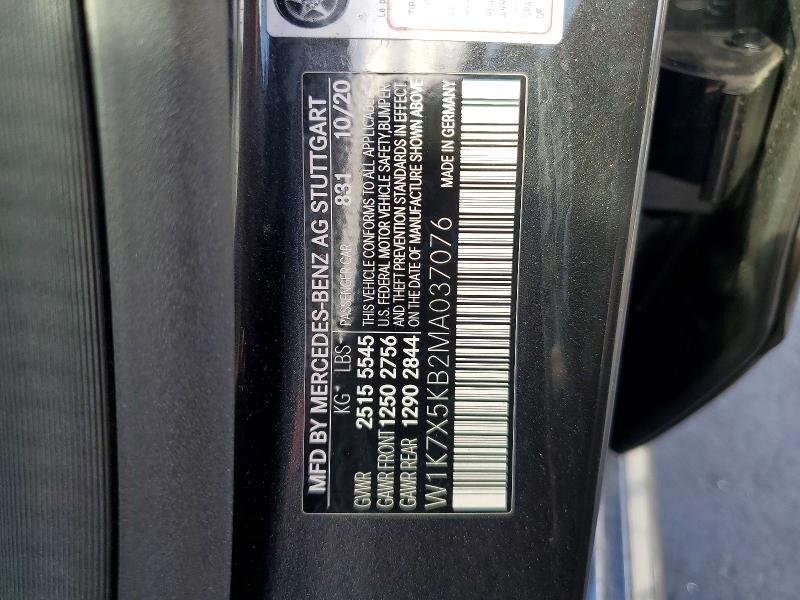 MFD BY MERCEDES-BENZ AG STUTTGART
KG LBS PASSENGER CAR 831 10/20
GVWR 2515 5545 THIS VEHICLE CONFORMS TO ALL APPLICABLE
GAWR FRONT 1250 2756 U.S. FEDERAL MOTOR VEHICLE SAFETY, BUMPER
GAWR REAR 1290 2844 AND THEFT PREVENTION STANDARDS IN EFFECT
ON THE DATE OF MANUFACTURE SHOWN ABOVE
W1K7X5KB2MA037076 MADE IN GERMANY